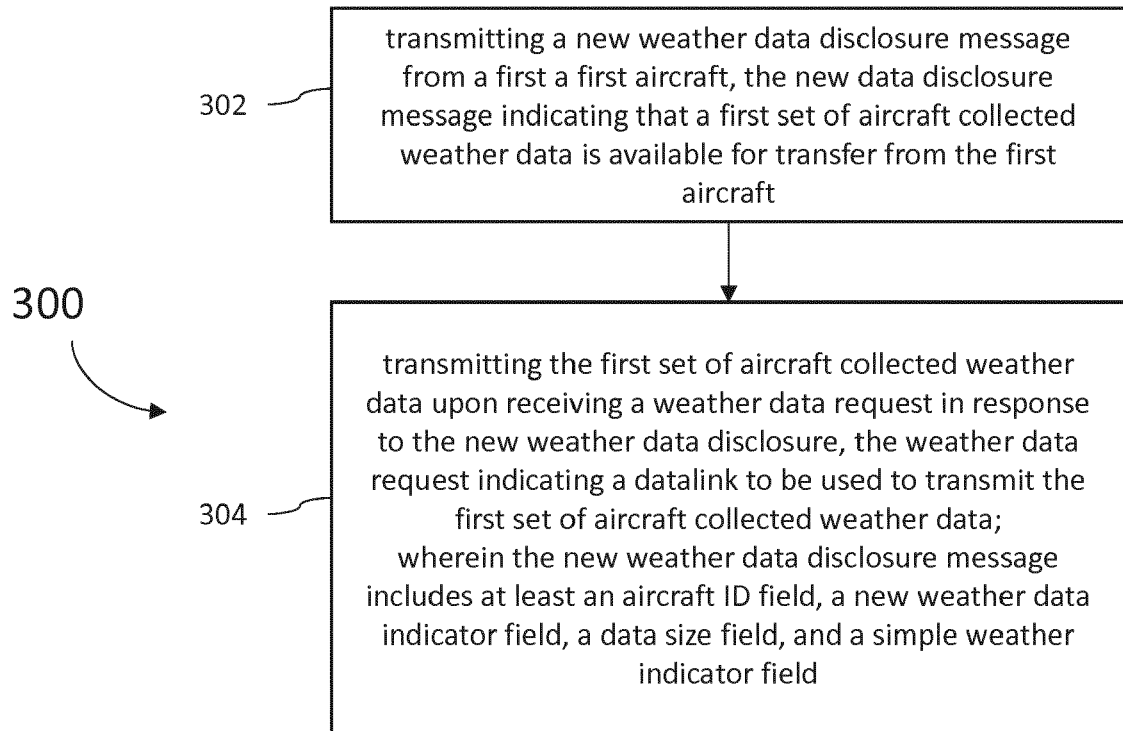 transmitting a new weather data disclosure message
from a first a first aircraft, the new data disclosure
message indicating that a first set of aircraft collected
weather data is available for transfer from the first
aircraft
302
300
transmitting the first set of aircraft collected weather
data upon receiving a weather data request in response
to the new weather data disclosure, the weather data
request indicating a datalink to be used to transmit the
first set of aircraft collected weather data;
wherein the new weather data disclosure message
includes at least an aircraft ID field, a new weather data
indicator field, a data size field, and a simple weather
indicator field
304